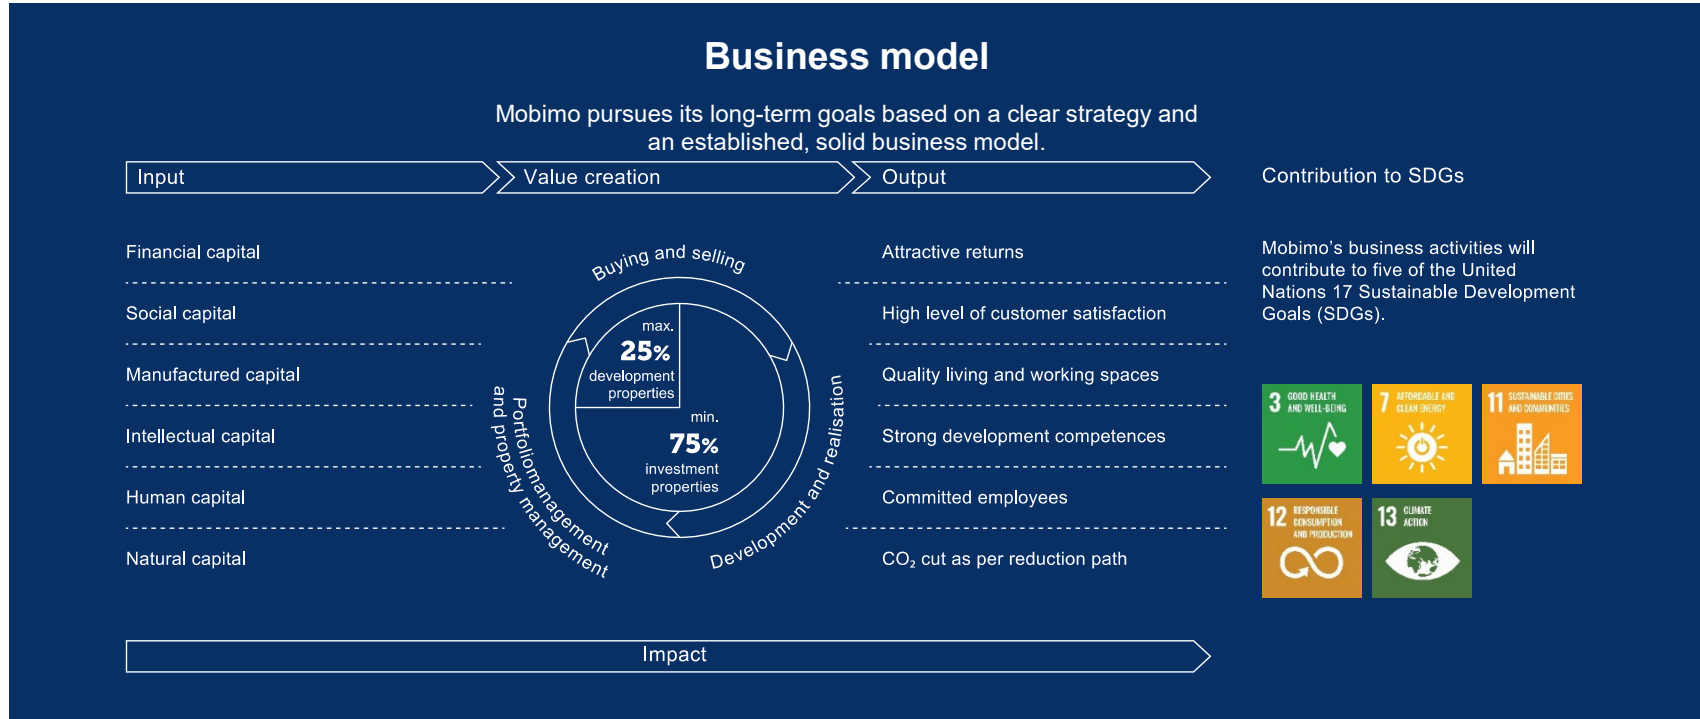 Business model
Mobimo pursues its long-term goals based on a clear strategy and
an established, solid business model.
Input
Value creation
Output
Contribution to SDGs
Financial capital
Social capital
Manufactured capital
Intellectual capital
Human capital
Natural capital
Buying and selling
Development and realisation
Portfoliomanagement
and property management
max.
25%
development
properties
min.
75%
investment
properties
Attractive returns
High level of customer satisfaction
Quality living and working spaces
Strong development competences
Committed employees
CO₂ cut as per reduction path
Mobimo’s business activities will
contribute to five of the United
Nations 17 Sustainable Development
Goals (SDGs).
3 GOOD HEALTH
AND WELL-BEING
7 AFFORDABLE AND
CLEAN ENERGY
11 SUSTAINABLE CITIES
AND COMMUNITIES
12 RESPONSIBLE
CONSUMPTION
AND PRODUCTION
13 CLIMATE
ACTION
Impact